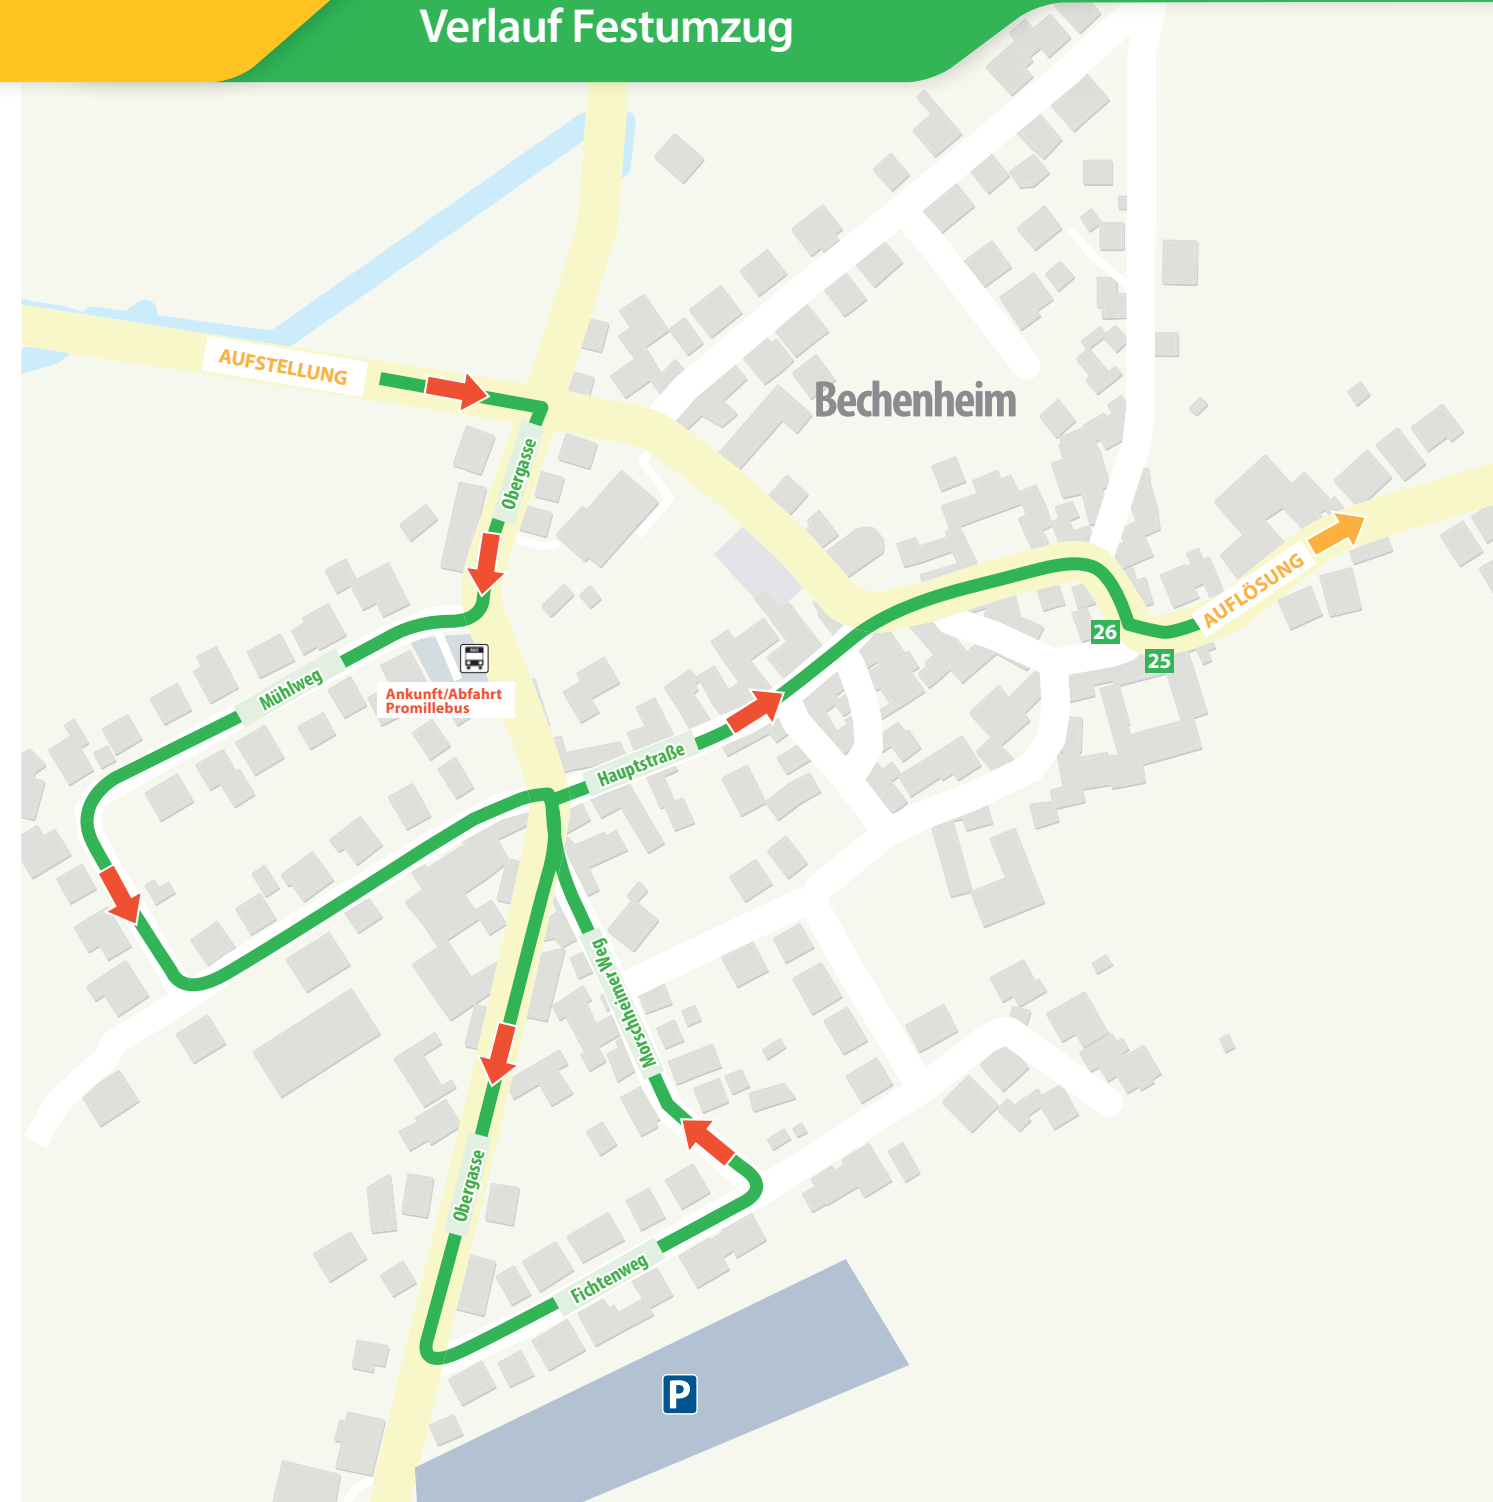 Verlauf Festumzug
AUFSTELLUNG
Bechenheim
Obergasse
AUFLÖSUNG
26
25
Mühlweg
Ankunft/Abfahrt
Promillebus
Hauptstraße
Morschheimer Weg
Obergasse
Fichtenweg
P